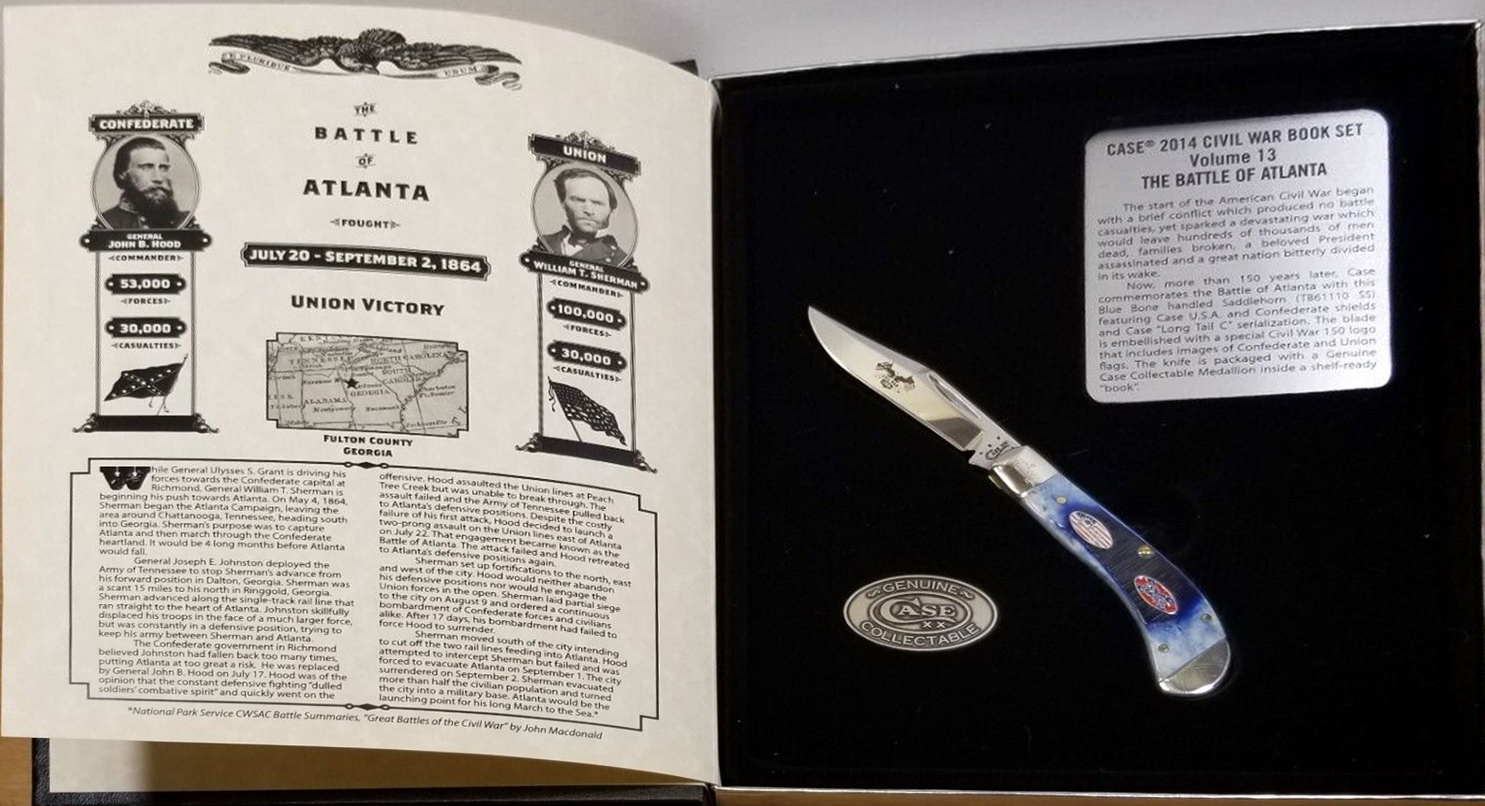 E PLURIBUS UNUM
THE
BATTLE
OF
ATLANTA
FOUGHT
JULY 20 - SEPTEMBER 2, 1864
UNION VICTORY
CONFEDERATE
GENERAL
JOHN B. HOOD
COMMANDER
53,000
FORCES
30,000
CASUALTIES
UNION
GENERAL
WILLIAM T. SHERMAN
COMMANDER
100,000
FORCES
30,000
CASUALTIES
NORTH CAROLINA
SOUTH
CAROLINA
ALABAMA
GEORGIA
FULTON COUNTY
GEORGIA
While General Ulysses S. Grant is driving his
forces towards the Confederate capital at
Richmond, General William T. Sherman is
beginning his push towards Atlanta. On May 4, 1864,
Sherman began the Atlanta Campaign, leaving the
area around Chattanooga, Tennessee, heading south
into Georgia. Sherman's purpose was to capture
Atlanta and then march through the Confederate
heartland. It would be 4 long months before Atlanta
would fall.
General Joseph E. Johnston deployed the
Army of Tennessee to stop Sherman's advance from
his forward position in Dalton, Georgia. Sherman was
a scant 15 miles to his north in Ringgold, Georgia.
Sherman advanced along the single-track rail line that
ran straight to the heart of Atlanta. Johnston skillfully
displaced his troops in the face of a much larger force,
but was constantly in a defensive position, trying to
keep his army between Sherman and Atlanta.
The Confederate government in Richmond
believed Johnston had fallen back too many times,
putting Atlanta at too great a risk. He was replaced
by General John B. Hood on July 17. Hood was of the
opinion that the constant defensive fighting "dulled
soldiers' combative spirit" and quickly went on the
offensive. Hood assaulted the Union lines at Peach
Tree Creek but was unable to break through. The
assault failed and the Army of Tennessee pulled back
to Atlanta's defensive positions. Despite the costly
failure of his first attack, Hood decided to launch a
two-prong assault on the Union lines east of Atlanta
on July 22. That engagement became known as the
Battle of Atlanta. The attack failed and Hood retreated
to Atlanta's defensive positions again.
Sherman set up fortifications to the north, east
and west of the city. Hood would neither abandon
his defensive positions nor would he engage the
Union forces in the open. Sherman laid partial siege
to the city on August 9 and ordered a continuous
bombardment of Confederate forces and civilians
alike. After 17 days, his bombardment had failed to
force Hood to surrender.
Sherman moved south of the city intending
to cut off the two rail lines feeding into Atlanta. Hood
attempted to intercept Sherman but failed and was
forced to evacuate Atlanta on September 1. The city
surrendered on September 2. Sherman evacuated
more than half the civilian population and turned
the city into a military base. Atlanta would be the
launching point for his long March to the Sea.*
*National Park Service CWSAC Battle Summaries, "Great Battles of the Civil War" by John Macdonald
CASE® 2014 CIVIL WAR BOOK SET
Volume 13
THE BATTLE OF ATLANTA
The start of the American Civil War began
with a brief conflict which produced no battle
casualties, yet sparked a devastating war which
would leave hundreds of thousands of men
dead, families broken, a beloved President
assassinated and a great nation bitterly divided
in its wake.
Now, more than 150 years later, Case
commemorates the Battle of Atlanta with this
Blue Bone handled Saddlehorn (TB61110 SS)
featuring Case U.S.A. and Confederate shields
and Case "Long Tail C" serialization. The blade
is embellished with a special Civil War 150 logo
that includes images of Confederate and Union
flags. The knife is packaged with a Genuine
Case Collectable Medallion inside a shelf-ready
"book".
CASE
GENUINE
CASE
XX
COLLECTABLE